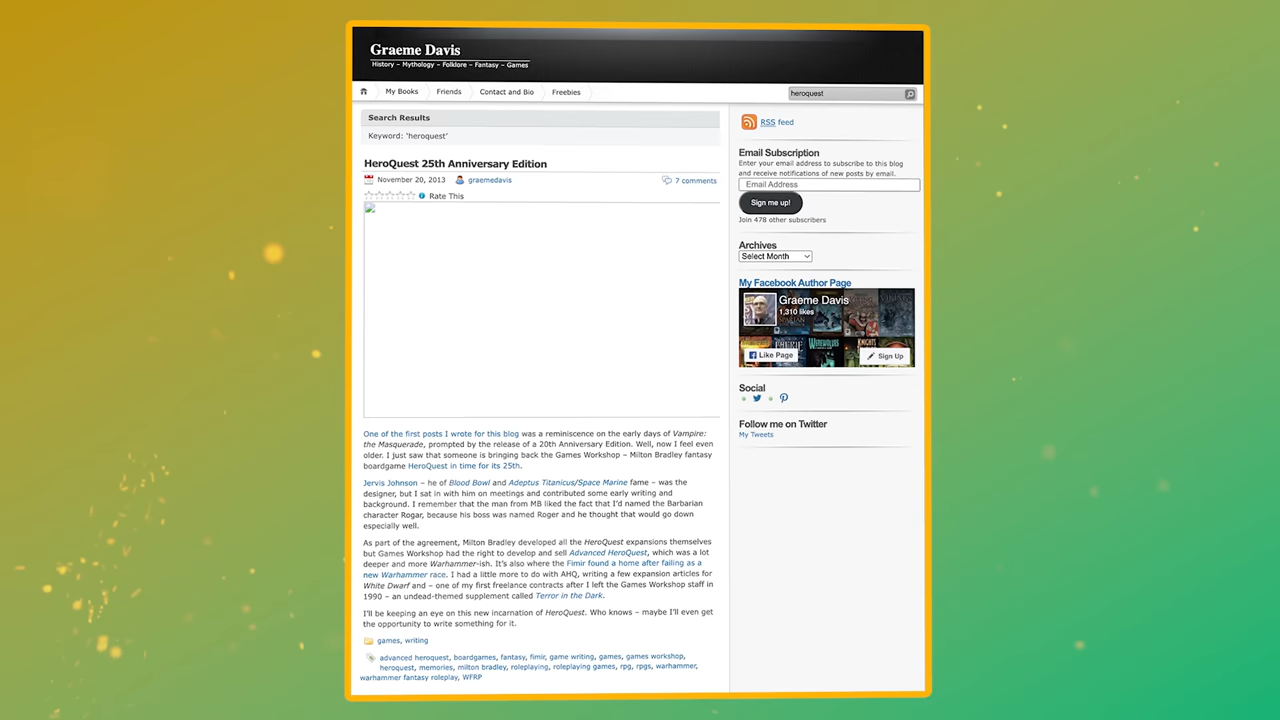 Graeme Davis
History – Mythology – Folklore – Fantasy – Games
My Books
Friends
Contact and Bio
Freebies
heroquest
Search Results
Keyword: 'heroquest'
HeroQuest 25th Anniversary Edition
November 20, 2013
graemedavis
7 comments
Rate This
One of the first posts I wrote for this blog was a reminiscence on the early days of Vampire:
the Masquerade, prompted by the release of a 20th Anniversary Edition. Well, now I feel even
older. I just saw that someone is bringing back the Games Workshop – Milton Bradley fantasy
boardgame HeroQuest in time for its 25th.
Jervis Johnson – he of Blood Bowl and Adeptus Titanicus/Space Marine fame – was the
designer, but I sat in with him on meetings and contributed some early writing and
background. I remember that the man from MB liked the fact that I'd named the Barbarian
character Rogar, because his boss was named Roger and he thought that would go down
especially well.
As part of the agreement, Milton Bradley developed all the HeroQuest expansions themselves
but Games Workshop had the right to develop and sell Advanced HeroQuest, which was a lot
deeper and more Warhammer-ish. It's also where the Fimir found a home after failing as a
new Warhammer race. I had a little more to do with AHQ, writing a few expansion articles for
White Dwarf and – one of my first freelance contracts after I left the Games Workshop staff in
1990 – an undead-themed supplement called Terror in the Dark.
I'll be keeping an eye on this new incarnation of HeroQuest. Who knows – maybe I'll even get
the opportunity to write something for it.
games, writing
advanced heroquest, boardgames, fantasy, fimir, game writing, games, games workshop,
heroquest, memories, milton bradley, roleplaying, roleplaying games, rpg, rpgs, warhammer,
warhammer fantasy roleplay, WFRP
RSS feed
Email Subscription
Enter your email address to subscribe to this blog
and receive notifications of new posts by email.
Email Address
Sign me up!
Join 478 other subscribers
Archives
Select Month
My Facebook Author Page
Graeme Davis
1,310 likes
SPARTAN
WEREWOLVES
KNIGHTS
Like Page
Sign Up
Social
Follow me on Twitter
My Tweets